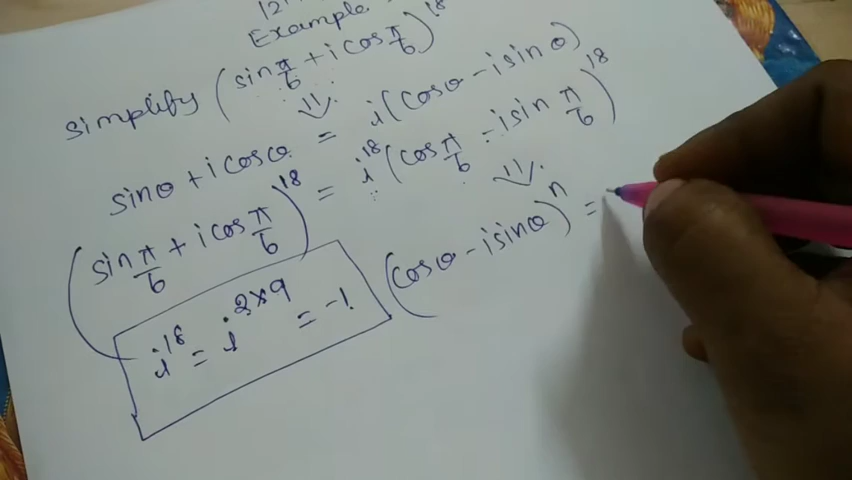 Example
simplify (sin π/6 + i cos π/6)^18
⇓
sinθ + i cosθ = i(cosθ - i sinθ)
(sin π/6 + i cos π/6)^18 = i^18 (cos π/6 - i sin π/6)^18
⇓
(cosθ - i sinθ)^n =
i^18 = i^2×9 = -1